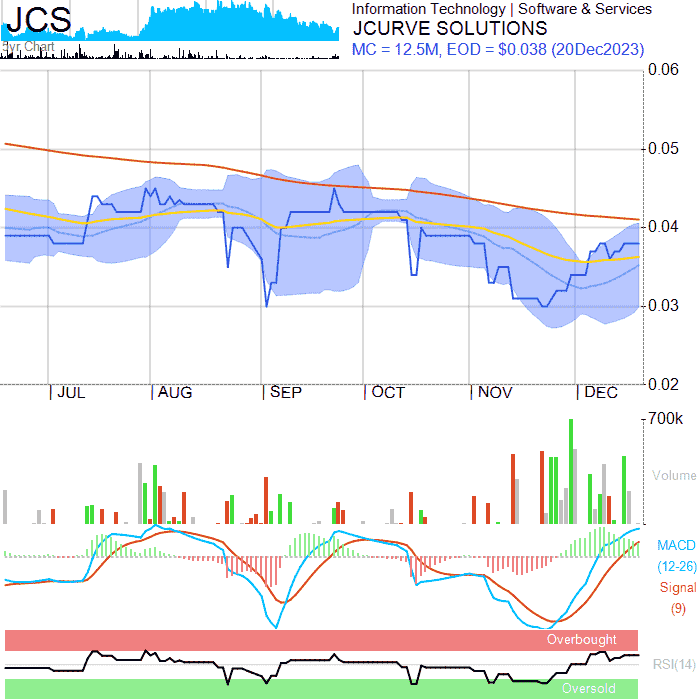 JCS
5yr Chart
Information Technology | Software & Services
JCURVE SOLUTIONS
MC = 12.5M, EOD = $0.038 (20Dec2023)
0.06
0.05
0.04
0.03
0.02
JUL
AUG
SEP
OCT
NOV
DEC
700k
Volume
MACD
(12-26)
Signal
(9)
Overbought
RSI(14)
Oversold